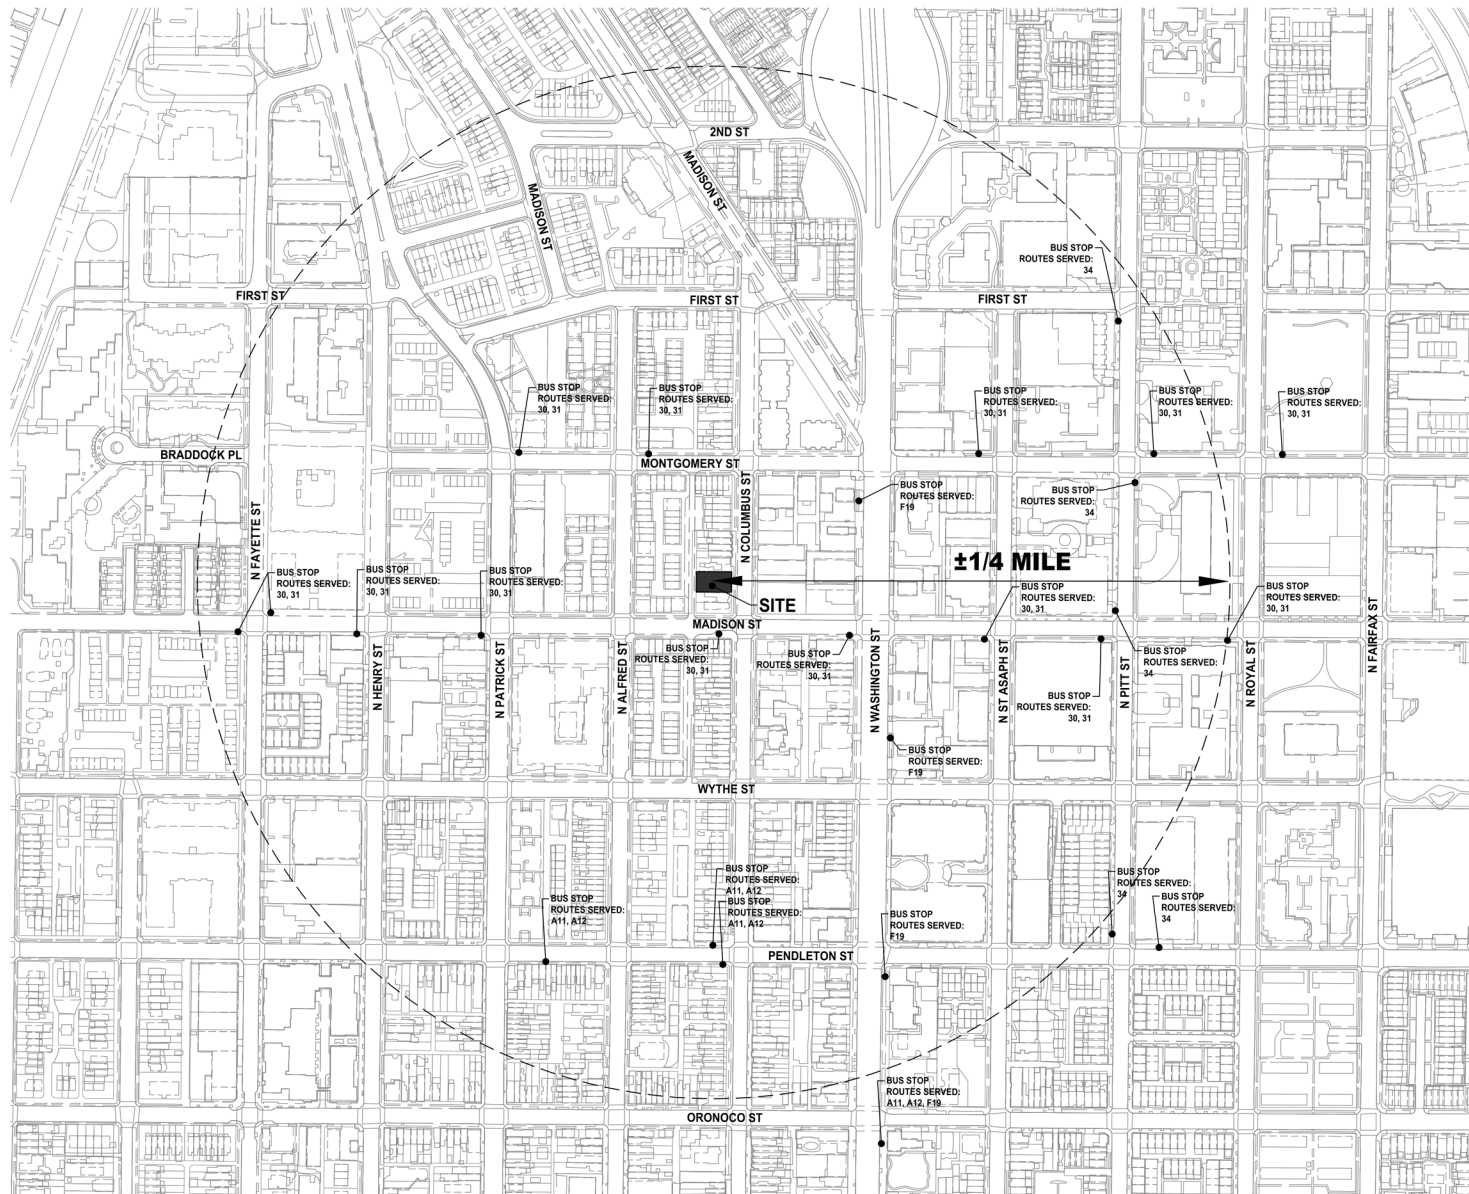 2ND ST
MADISON ST
MADISON ST
BUS STOP
ROUTES SERVED:
34
FIRST ST
FIRST ST
FIRST ST
BUS STOP
ROUTES SERVED:
30, 31
BUS STOP
ROUTES SERVED:
30, 31
BUS STOP
ROUTES SERVED:
30, 31
BUS STOP
ROUTES SERVED:
30, 31
BUS STOP
ROUTES SERVED:
30, 31
BRADDOCK PL
MONTGOMERY ST
N FAYETTE ST
N COLUMBUS ST
BUS STOP
ROUTES SERVED:
F19
BUS STOP
ROUTES SERVED:
34
±1/4 MILE
BUS STOP
ROUTES SERVED:
30, 31
BUS STOP
ROUTES SERVED:
30, 31
BUS STOP
ROUTES SERVED:
30, 31
BUS STOP
ROUTES SERVED:
30, 31
BUS STOP
ROUTES SERVED:
30, 31
SITE
MADISON ST
N HENRY ST
N PATRICK ST
N ALFRED ST
BUS STOP
ROUTES SERVED:
30, 31
BUS STOP
ROUTES SERVED:
30, 31
N WASHINGTON ST
N ST ASAPH ST
BUS STOP
ROUTES SERVED:
34
N PITT ST
N ROYAL ST
N FAIRFAX ST
BUS STOP
ROUTES SERVED:
30, 31
BUS STOP
ROUTES SERVED:
F19
WYTHE ST
BUS STOP
ROUTES SERVED:
A11, A12
BUS STOP
ROUTES SERVED:
A11, A12
BUS STOP
ROUTES SERVED:
A11, A12
BUS STOP
ROUTES SERVED:
F19
BUS STOP
ROUTES SERVED:
34
BUS STOP
ROUTES SERVED:
34
PENDLETON ST
BUS STOP
ROUTES SERVED:
A11, A12, F19
ORONOCO ST